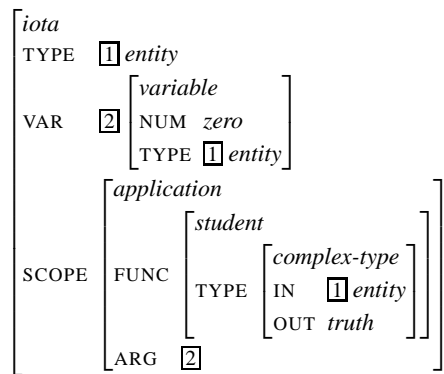 iota
TYPE 1 entity
variable
VAR 2 NUM zero
TYPE 1 entity
application
student
complex-type
SCOPE FUNC TYPE IN 1 entity
OUT truth
ARG 2